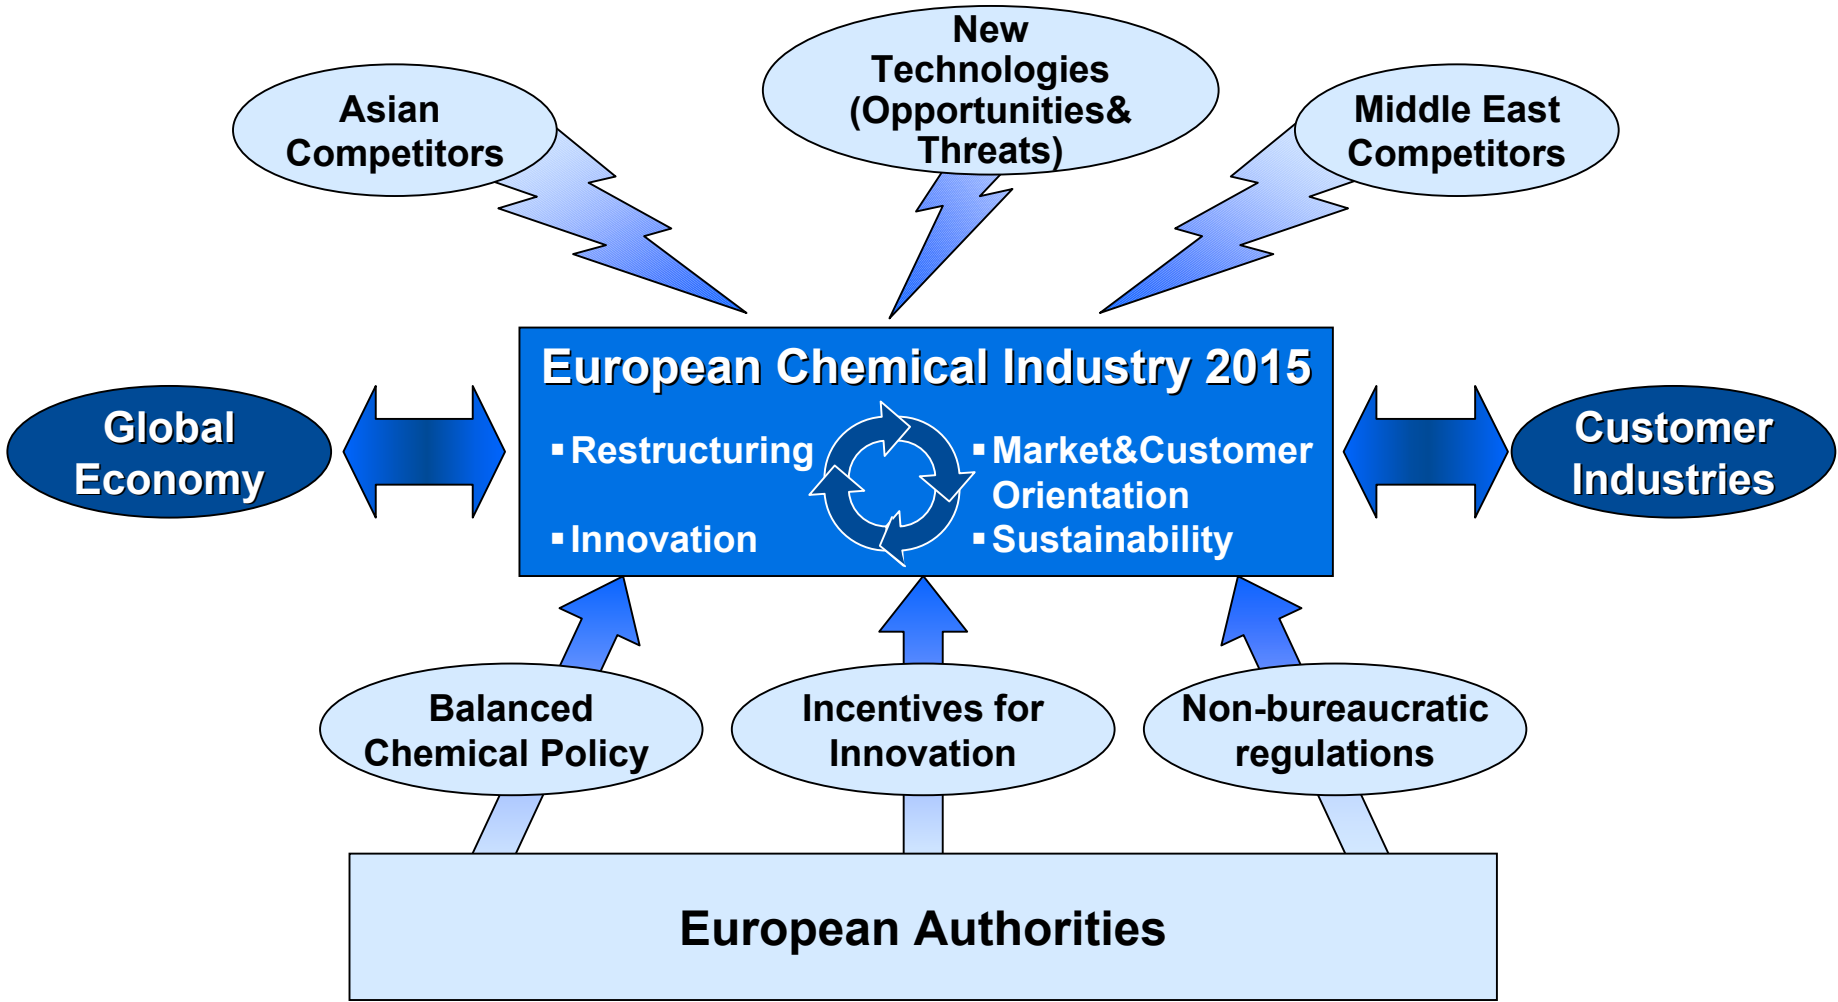 New
Technologies
(Opportunities&
Threats)
Asian
Competitors
Middle East
Competitors
European Chemical Industry 2015
▪ Restructuring
▪ Innovation
▪ Market&Customer
Orientation
▪ Sustainability
Global
Economy
Customer
Industries
Balanced
Chemical Policy
Incentives for
Innovation
Non-bureaucratic
regulations
European Authorities